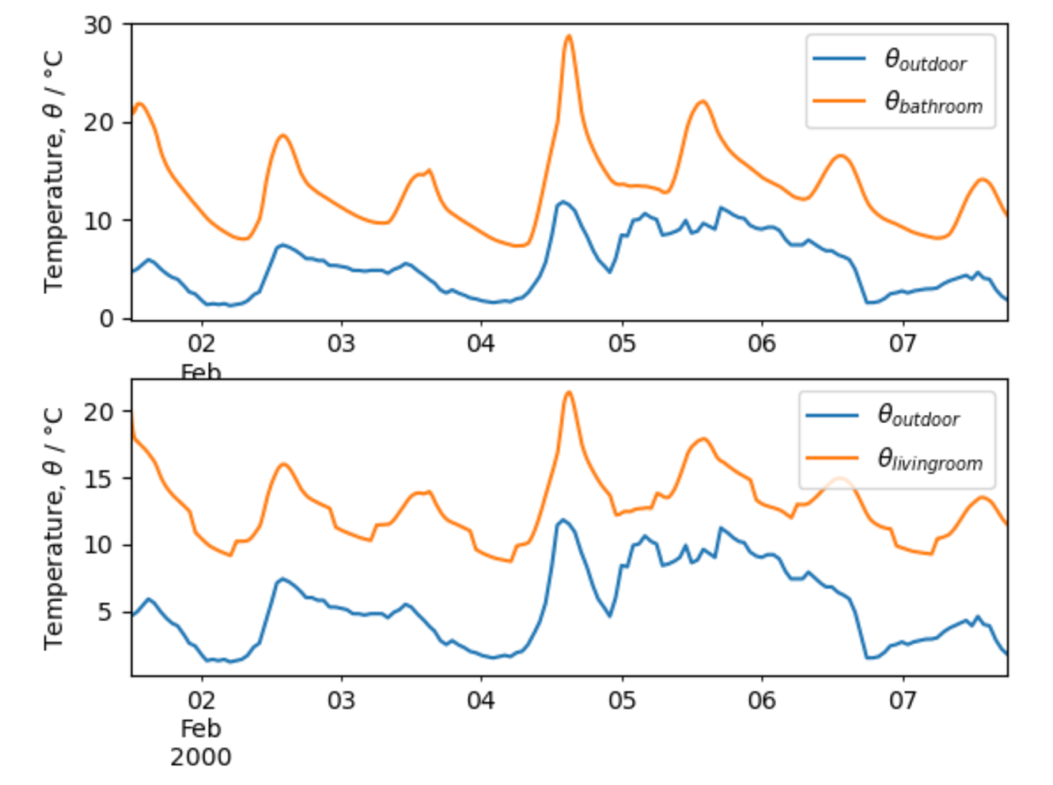 Temperature, θ / °C
30
20
10
0
θoutdoor
θbathroom
02 03 04 05 06 07
Feb
Temperature, θ / °C
20
15
10
5
θoutdoor
θlivingroom
02 03 04 05 06 07
Feb
2000